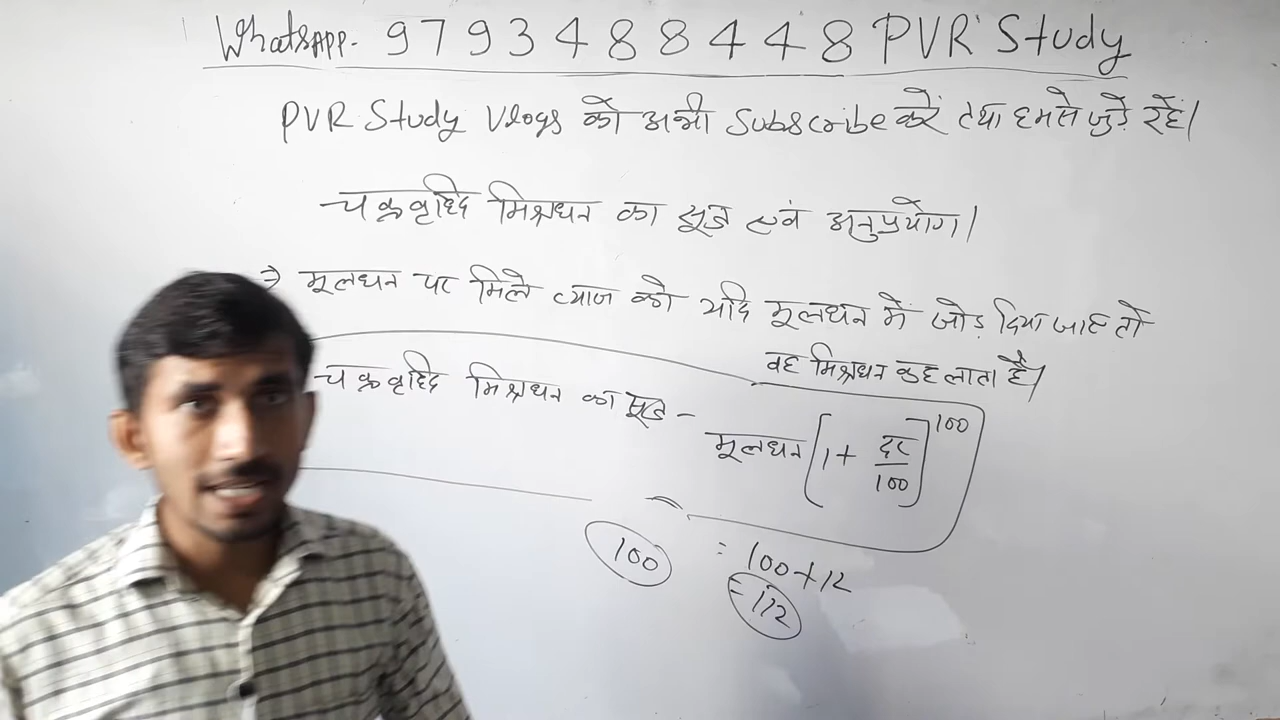 WhatsApp- 9793488448 PVR Study
PVR Study Vlogs को अभी Subscribe करें तथा हमसे जुड़े रहें।
चक्रवृद्धि मिश्रधन का सूत्र एवं अनुप्रयोग।
⇒ मूलधन पर मिले ब्याज को यदि मूलधन में जोड़ दिया जाए तो
वह मिश्रधन कहलाता है।
चक्रवृद्धि मिश्रधन का सूत्र -
मूलधन [1 + दर/100]^100
100
= 100+12
= 112